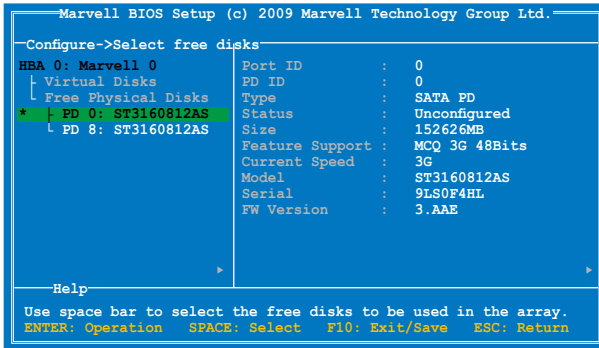 Marvell BIOS Setup (c) 2009 Marvell Technology Group Ltd.
Configure->Select free disks
HBA 0: Marvell 0
Virtual Disks
Free Physical Disks
* PD 0: ST3160812AS
PD 8: ST3160812AS
Port ID : 0
PD ID : 0
Type : SATA PD
Status : Unconfigured
Size : 152626MB
Feature Support : MCQ 3G 48Bits
Current Speed : 3G
Model : ST3160812AS
Serial : 9LS0F4HL
FW Version : 3.AAE
Help
Use space bar to select the free disks to be used in the array.
ENTER: Operation SPACE: Select F10: Exit/Save ESC: Return